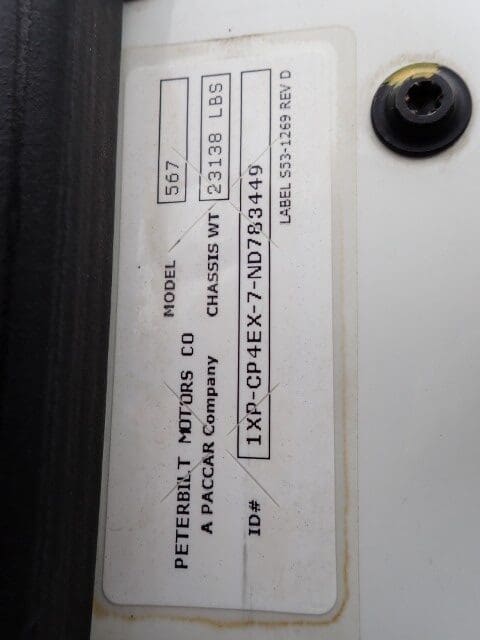 PETERBILT MOTORS CO MODEL 567
A PACCAR Company CHASSIS WT 23138 LBS
ID# 1XP-CP4EX-7-ND783449
LABEL S53-1269 REV D